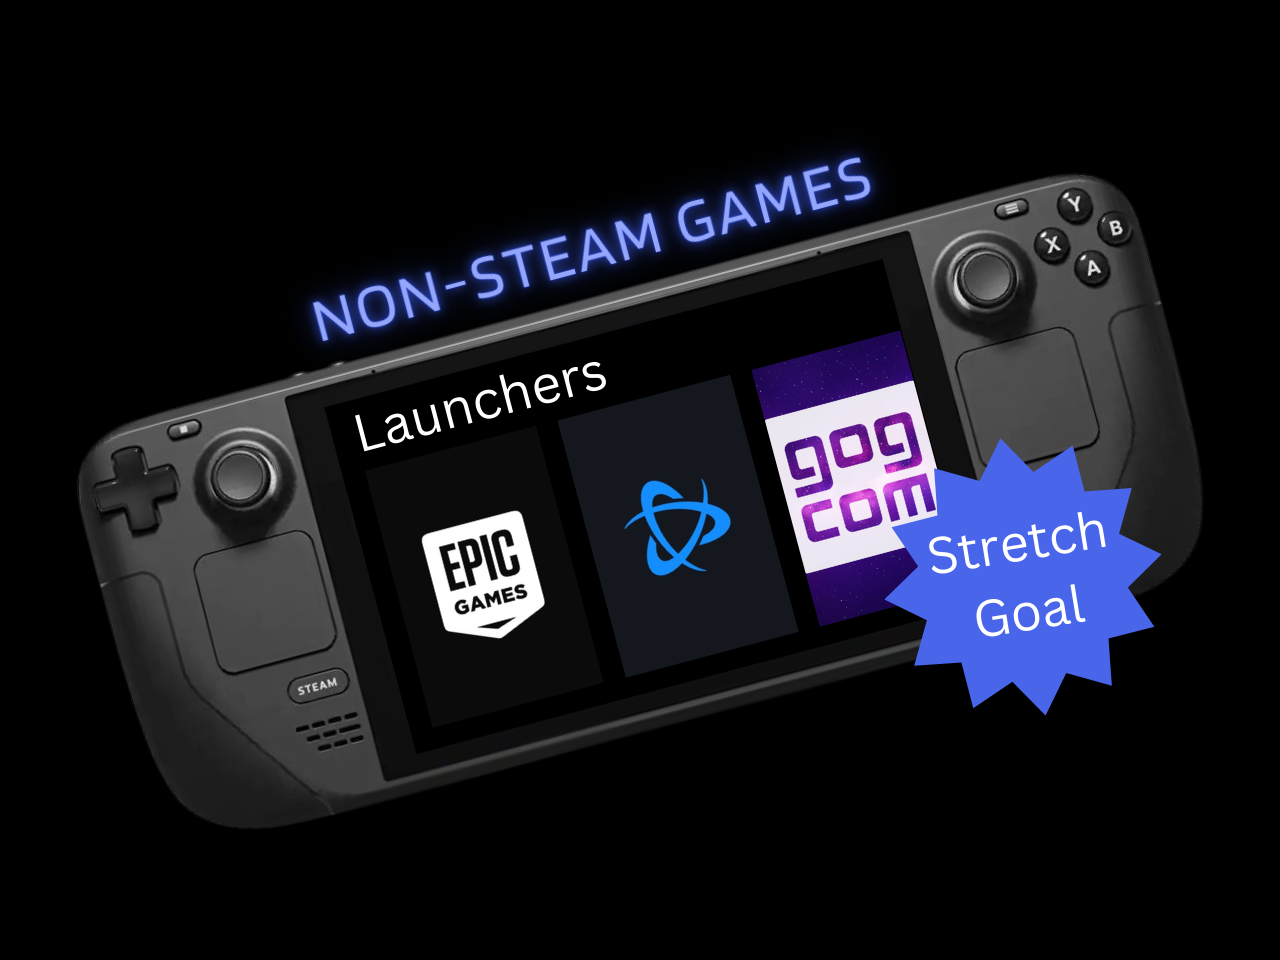 NON-STEAM GAMES
Launchers
EPIC
GAMES
gog
com
Stretch
Goal
STEAM
Y
X
B
A